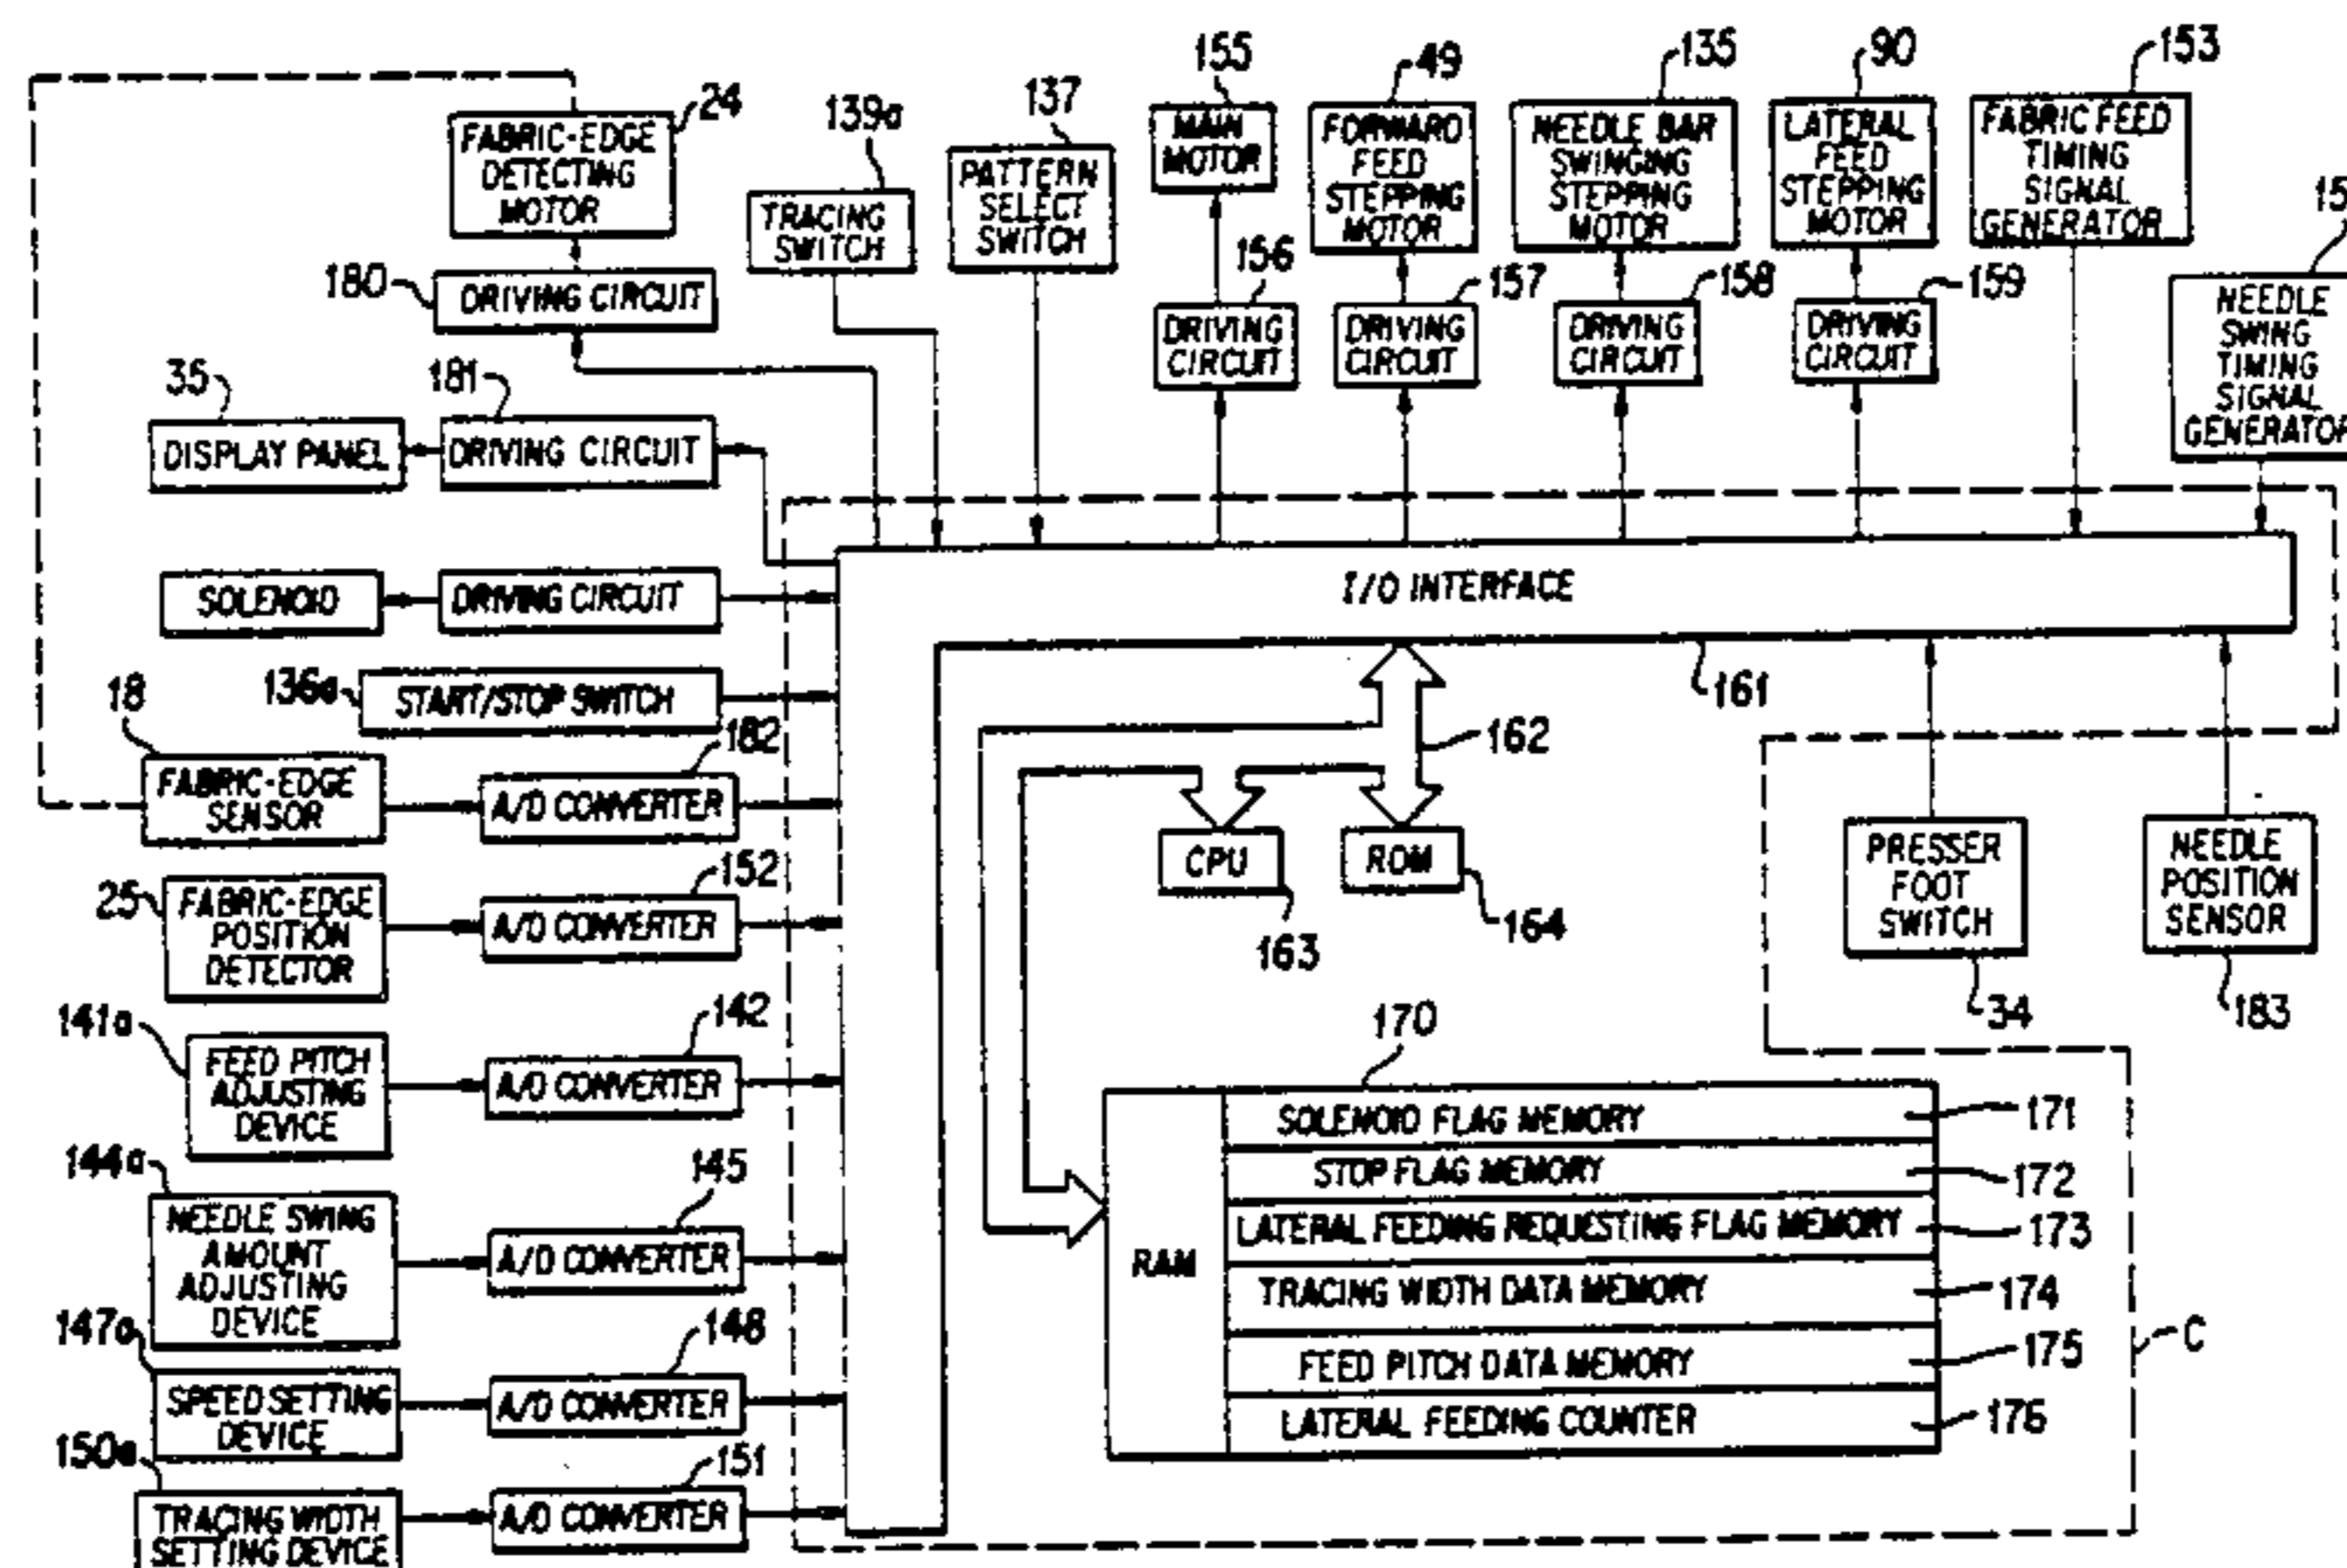 155
49
135
90
153
24
139a
137
FABRIC-EDGE
DETECTING
MOTOR
TRACING
SWITCH
PATTERN
SELECT
SWITCH
MAIN
MOTOR
FORWARD
FEED
STEPPING
MOTOR
NEEDLE BAR
SWINGING
STEPPING
MOTOR
LATERAL
FEED
STEPPING
MOTOR
FABRIC FEED
TIMING
SIGNAL
GENERATOR
NEEDLE
SWING
TIMING
SIGNAL
GENERATOR
180
DRIVING CIRCUIT
156
DRIVING
CIRCUIT
157
DRIVING
CIRCUIT
158
DRIVING
CIRCUIT
159
DRIVING
CIRCUIT
35
181
DISPLAY PANEL
DRIVING CIRCUIT
SOLENOID
DRIVING CIRCUIT
I/O INTERFACE
136a
START/STOP SWITCH
161
18
182
FABRIC-EDGE
SENSOR
A/D CONVERTER
162
CPU
163
ROM
164
PRESSER
FOOT
SWITCH
34
NEEDLE
POSITION
SENSOR
183
25
152
FABRIC-EDGE
POSITION
DETECTOR
A/D CONVERTER
141a
142
FEED PITCH
ADJUSTING
DEVICE
A/D CONVERTER
170
RAM
SOLENOID FLAG MEMORY
171
STOP FLAG MEMORY
172
LATERAL FEEDING REQUESTING FLAG MEMORY
173
TRACING WIDTH DATA MEMORY
174
FEED PITCH DATA MEMORY
175
LATERAL FEEDING COUNTER
176
C
144a
145
NEEDLE SWING
AMOUNT
ADJUSTING
DEVICE
A/D CONVERTER
147a
148
SPEED SETTING
DEVICE
A/D CONVERTER
150a
151
TRACING WIDTH
SETTING DEVICE
A/D CONVERTER